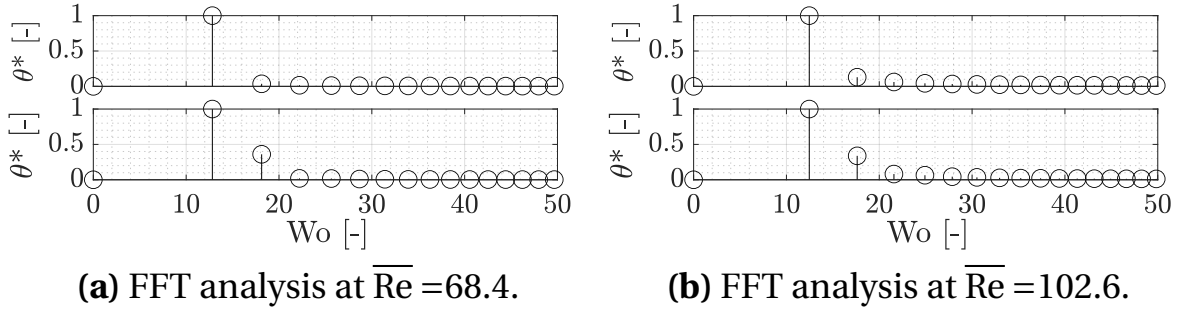 1
0.5
0
θ* [-]
1
0.5
0
θ* [-]
0 10 20 30 40 50
Wo [-]
(a) FFT analysis at R̅e̅ =68.4.
1
0.5
0
θ* [-]
1
0.5
0
θ* [-]
0 10 20 30 40 50
Wo [-]
(b) FFT analysis at R̅e̅ =102.6.